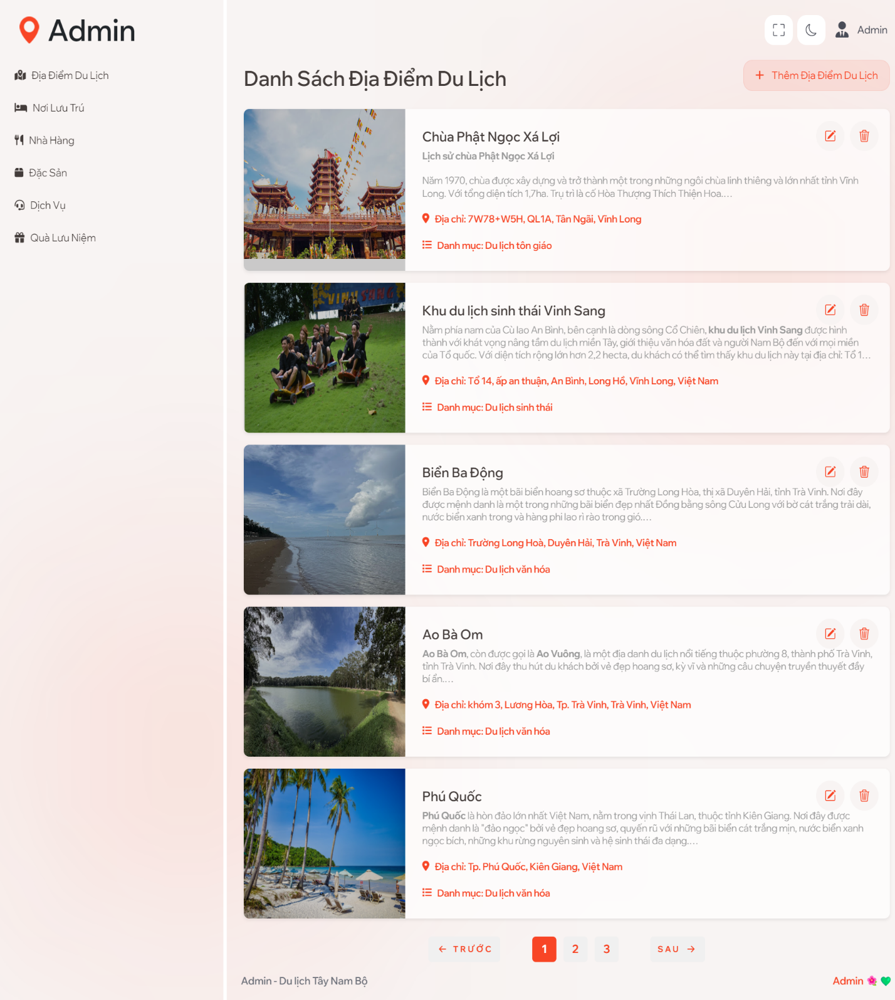 Admin
Admin
Địa Điểm Du Lịch
Nơi Lưu Trú
Nhà Hàng
Đặc Sản
Dịch Vụ
Quà Lưu Niệm
Danh Sách Địa Điểm Du Lịch
+ Thêm Địa Điểm Du Lịch
Chùa Phật Ngọc Xá Lợi
Lịch sử chùa Phật Ngọc Xá Lợi
Năm 1970, chùa được xây dựng và trở thành một trong những ngôi chùa linh thiêng và lớn nhất tỉnh Vĩnh
Long. Với tổng diện tích 1,7ha. Trụ trì là cố Hòa Thượng Thích Thiện Hoa.…
Địa chỉ: 7W78+W5H, QL1A, Tân Ngãi, Vĩnh Long
Danh mục: Du lịch tôn giáo
VINH SANG
Khu du lịch sinh thái Vinh Sang
Nằm phía nam của Cù lao An Bình, bên cạnh là dòng sông Cổ Chiên, khu du lịch Vinh Sang được hình
thành với khát vọng nâng tầm du lịch miền Tây, giới thiệu văn hóa đất và người Nam Bộ đến với mọi miền
của Tổ quốc. Với diện tích rộng lớn hơn 2,2 hecta, du khách có thể tìm thấy khu du lịch này tại địa chỉ: Tổ 1…
Địa chỉ: Tổ 14, ấp an thuận, An Bình, Long Hồ, Vĩnh Long, Việt Nam
Danh mục: Du lịch sinh thái
Biển Ba Động
Biển Ba Động là một bãi biển hoang sơ thuộc xã Trường Long Hòa, thị xã Duyên Hải, tỉnh Trà Vinh. Nơi đây
được mệnh danh là một trong những bãi biển đẹp nhất Đồng bằng sông Cửu Long với bờ cát trắng trải dài,
nước biển xanh trong và hàng phi lao rì rào trong gió.…
Địa chỉ: Trường Long Hoà, Duyên Hải, Trà Vinh, Việt Nam
Danh mục: Du lịch văn hóa
Ao Bà Om
Ao Bà Om, còn được gọi là Ao Vuông, là một địa danh du lịch nổi tiếng thuộc phường 8, thành phố Trà Vinh,
tỉnh Trà Vinh. Nơi đây thu hút du khách bởi vẻ đẹp hoang sơ, kỳ vĩ và những câu chuyện truyền thuyết đầy
bí ẩn.…
Địa chỉ: khóm 3, Lương Hòa, Tp. Trà Vinh, Trà Vinh, Việt Nam
Danh mục: Du lịch văn hóa
Phú Quốc
Phú Quốc là hòn đảo lớn nhất Việt Nam, nằm trong vịnh Thái Lan, thuộc tỉnh Kiên Giang. Nơi đây được
mệnh danh là "đảo ngọc" bởi vẻ đẹp hoang sơ, quyến rũ với những bãi biển cát trắng mịn, nước biển xanh
ngọc bích, những khu rừng nguyên sinh và hệ sinh thái đa dạng.…
Địa chỉ: Tp. Phú Quốc, Kiên Giang, Việt Nam
Danh mục: Du lịch văn hóa
← TRƯỚC 1 2 3 SAU →
Admin - Du lịch Tây Nam Bộ
Admin 🌺 💚